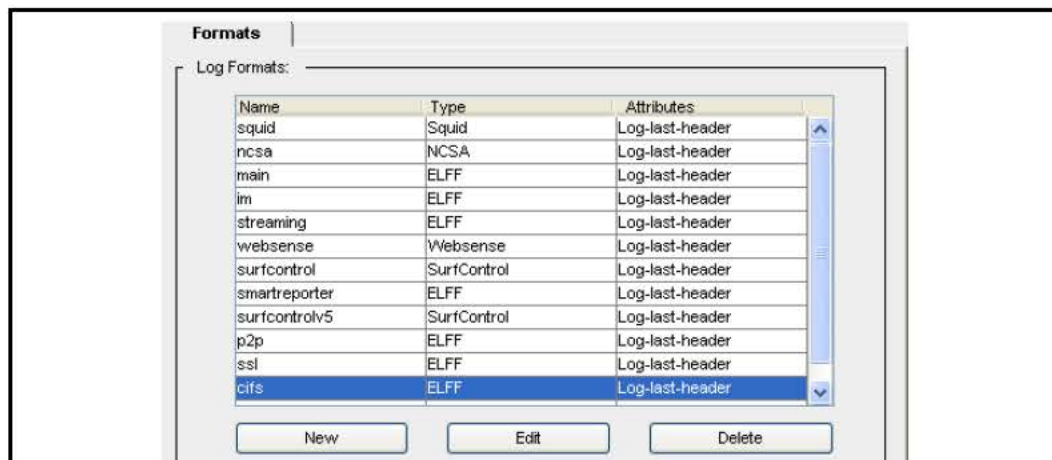 Formats
Log Formats:
Name Type Attributes
squid Squid Log-last-header
ncsa NCSA Log-last-header
main ELFF Log-last-header
im ELFF Log-last-header
streaming ELFF Log-last-header
websense Websense Log-last-header
surfcontrol SurfControl Log-last-header
smartreporter ELFF Log-last-header
surfcontrolv5 SurfControl Log-last-header
p2p ELFF Log-last-header
ssl ELFF Log-last-header
cifs ELFF Log-last-header
New Edit Delete